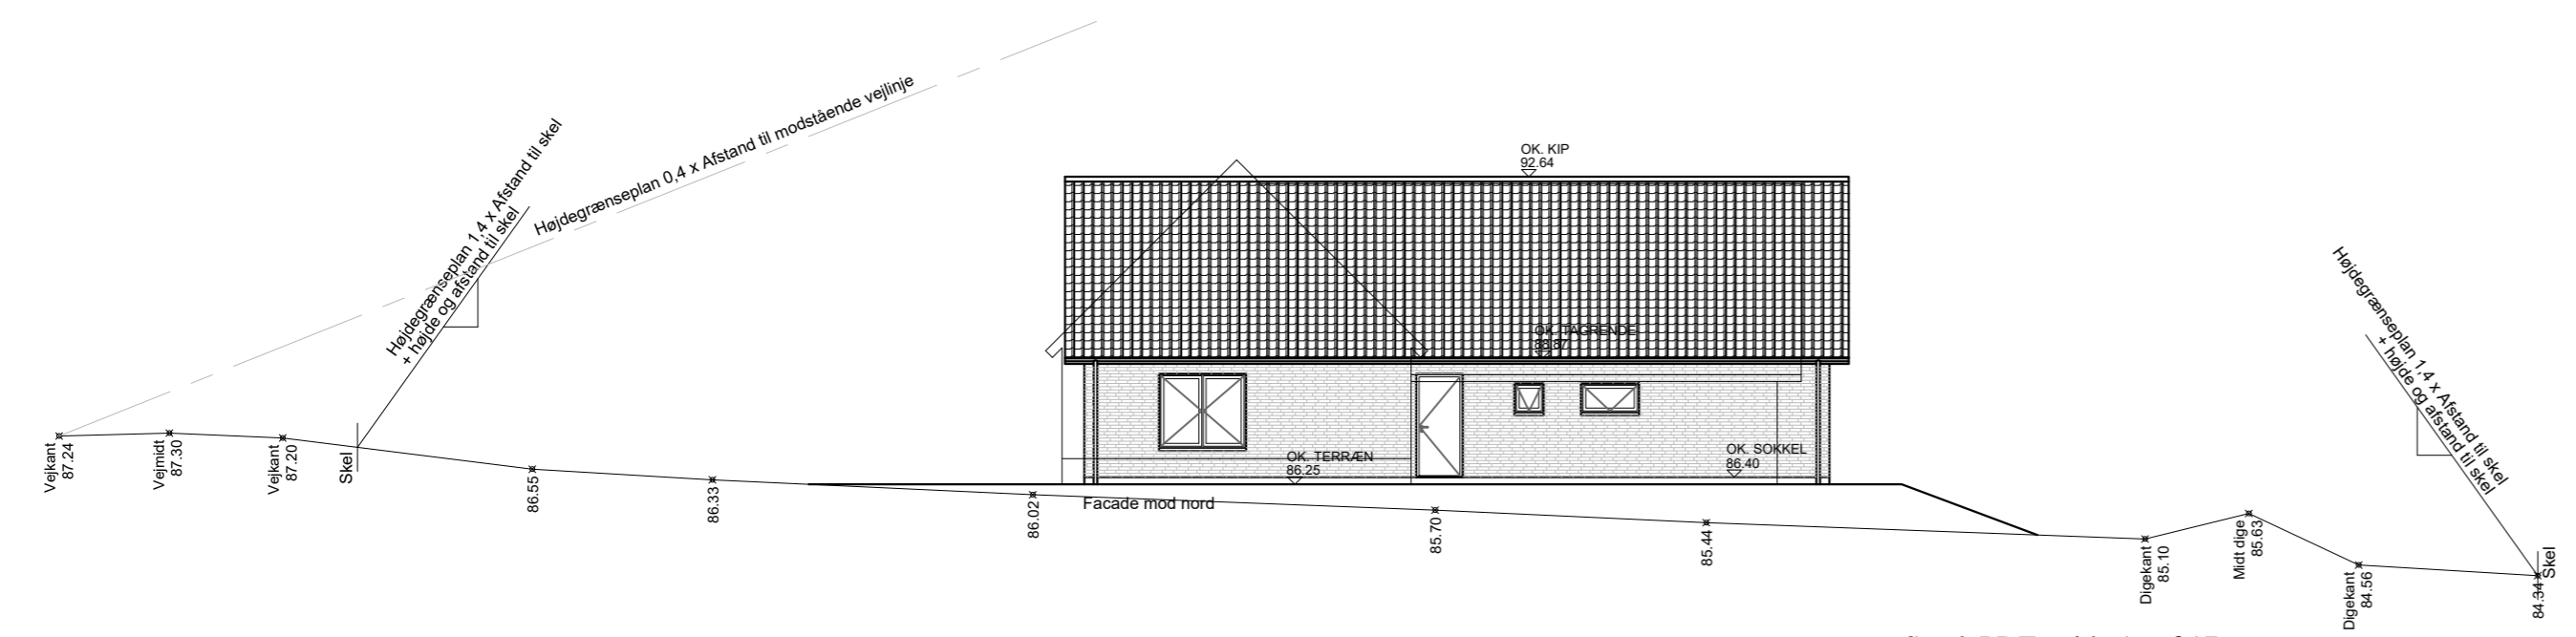 Højdegrænseplan 0,4 x Afstand til modstående vejlinje
Højdegrænseplan 1,4 x Afstand til skel
+ højde og afstand til skel
OK. KIP
92.64
OK. TAGRENDE
88.87
OK. TERRÆN
86.25
OK. SOKKEL
86.40
Facade mod nord
Højdegrænseplan 1,4 x Afstand til skel
+ højde og afstand til skel
Vejkant
87.24
Vejmidt
87.30
Vejkant
87.20
Skel
86.55
86.33
86.02
85.70
85.44
Digekant
85.10
Midt dige
85.63
Digekant
84.56
84.34
Skel